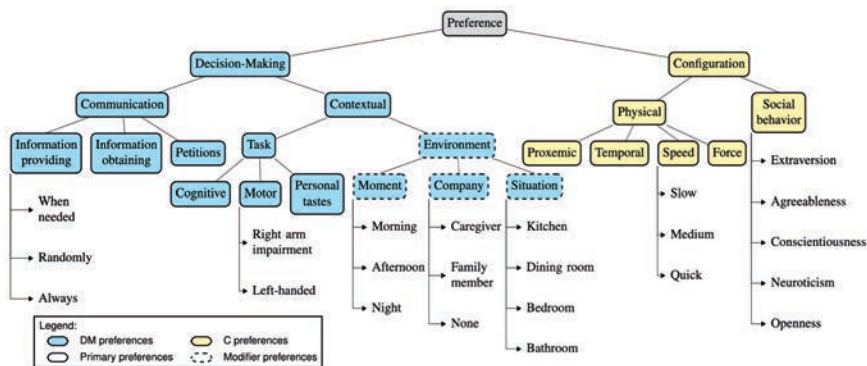 Preference
Decision-Making
Configuration
Communication
Contextual
Physical
Social
behavior
Information
providing
Information
obtaining
Petitions
Task
Environment
Proxemic
Temporal
Speed
Force
Cognitive
Motor
Personal
tastes
Moment
Company
Situation
When
needed
Randomly
Always
Right arm
impairment
Left-handed
Morning
Afternoon
Night
Caregiver
Family
member
None
Kitchen
Dining room
Bedroom
Bathroom
Slow
Medium
Quick
Extraversion
Agreeableness
Conscientiousness
Neuroticism
Openness
Legend:
DM preferences
C preferences
Primary preferences
Modifier preferences